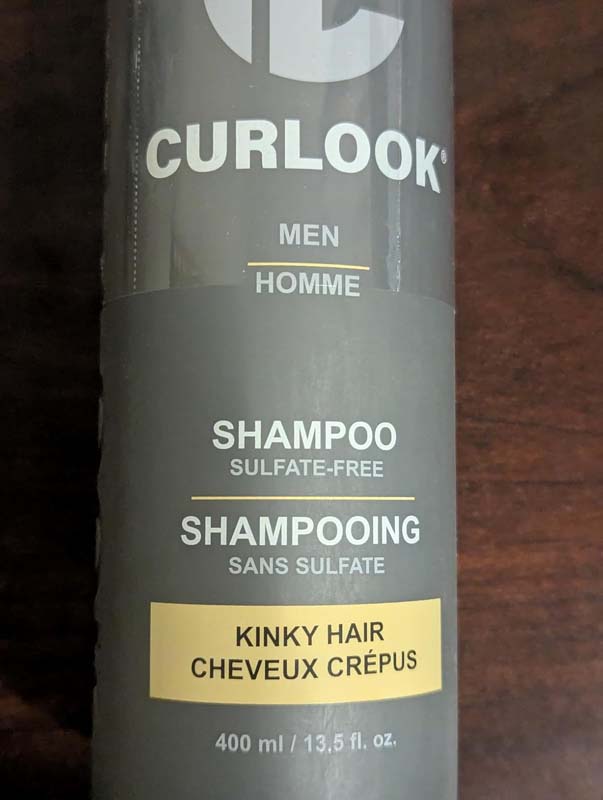 CURLOOK®
MEN
HOMME
SHAMPOO
SULFATE-FREE
SHAMPOOING
SANS SULFATE
KINKY HAIR
CHEVEUX CRÉPUS
400 ml / 13,5 fl. oz.